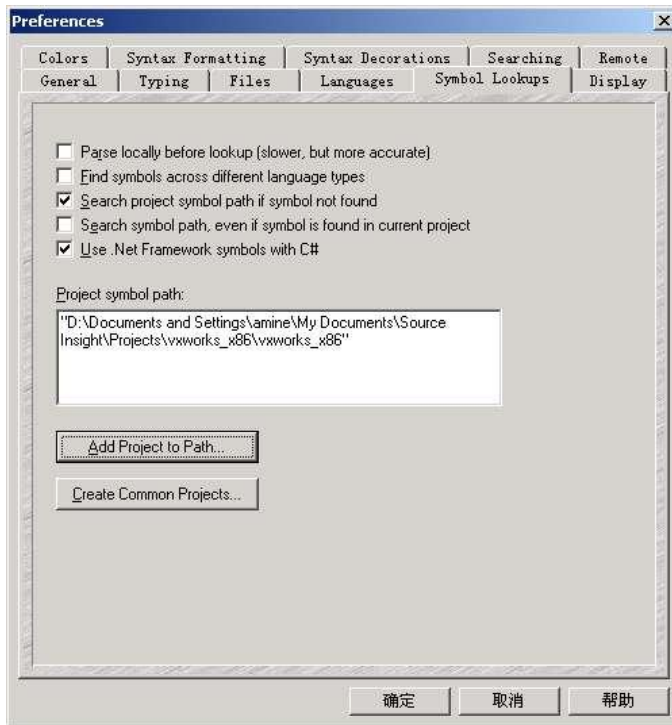 Preferences
Colors Syntax Formatting Syntax Decorations Searching Remote
General Typing Files Languages Symbol Lookups Display
Parse locally before lookup (slower, but more accurate)
Find symbols across different language types
Search project symbol path if symbol not found
Search symbol path, even if symbol is found in current project
Use .Net Framework symbols with C#
Project symbol path:
"D:\Documents and Settings\amine\My Documents\Source
Insight\Projects\vxworks_x86\vxworks_x86"
Add Project to Path...
Create Common Projects...
确定 取消 帮助